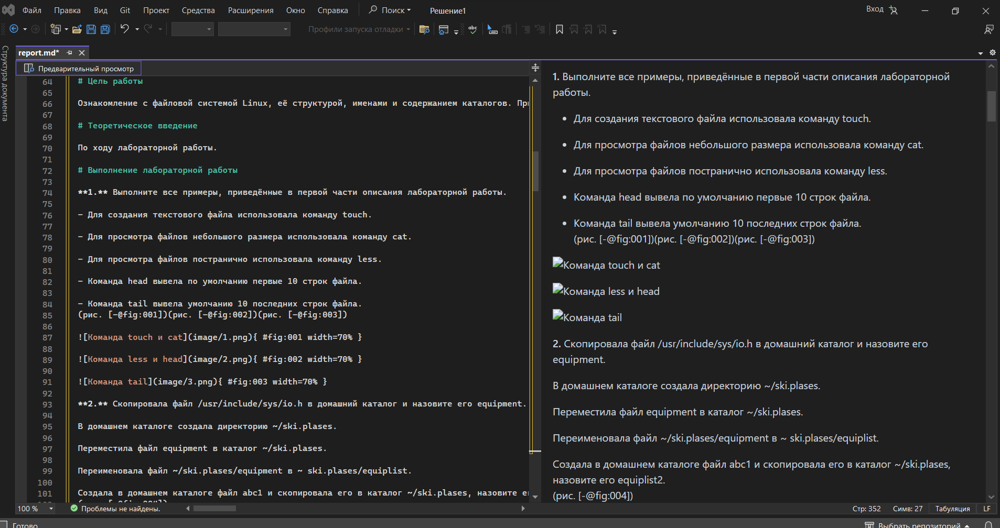 Файл Правка Вид Git Проект Средства Расширения Окно Справка Поиск Решение1 Вход
Профили запуска отладки
abc
Структура документа
report.md*
Предварительный просмотр
64 # Цель работы
65
66 Ознакомление с файловой системой Linux, её структурой, именами и содержанием каталогов.
67
68 # Теоретическое введение
69
70 По ходу лабораторной работы.
71
72 # Выполнение лабораторной работы
73
74 **1.** Выполните все примеры, приведённые в первой части описания лабораторной работы.
75
76 - Для создания текстового файла использовала команду touch.
77
78 - Для просмотра файлов небольшого размера использовала команду cat.
79
80 - Для просмотра файлов постранично использовала команду less.
81
82 - Команда head вывела по умолчанию первые 10 строк файла.
83
84 - Команда tail вывела умолчанию 10 последних строк файла.
85 (рис. [-@fig:001])(рис. [-@fig:002])(рис. [-@fig:003])
86
87 ![Команда touch и cat](image/1.png){ #fig:001 width=70% }
88
89 ![Команда less и head](image/2.png){ #fig:002 width=70% }
90
91 ![Команда tail](image/3.png){ #fig:003 width=70% }
92
93 **2.** Скопировала файл /usr/include/sys/io.h в домашний каталог и назовите его equipment.
94
95 В домашнем каталоге создала директорию ~/ski.plases.
96
97 Переместила файл equipment в каталог ~/ski.plases.
98
99 Переименовала файл ~/ski.plases/equipment в ~ ski.plases/equiplist.
100
101 Создала в домашнем каталоге файл abc1 и скопировала его в каталог ~/ski.plases, назовите
1. Выполните все примеры, приведённые в первой части описания лабораторной
работы.
• Для создания текстового файла использовала команду touch.
• Для просмотра файлов небольшого размера использовала команду cat.
• Для просмотра файлов постранично использовала команду less.
• Команда head вывела по умолчанию первые 10 строк файла.
• Команда tail вывела умолчанию 10 последних строк файла.
(рис. [-@fig:001])(рис. [-@fig:002])(рис. [-@fig:003])
Команда touch и cat
Команда less и head
Команда tail
2. Скопировала файл /usr/include/sys/io.h в домашний каталог и назовите его
equipment.
В домашнем каталоге создала директорию ~/ski.plases.
Переместила файл equipment в каталог ~/ski.plases.
Переименовала файл ~/ski.plases/equipment в ~ ski.plases/equiplist.
Создала в домашнем каталоге файл abc1 и скопировала его в каталог ~/ski.plases,
назовите его equiplist2.
(рис. [-@fig:004])
100 % Проблемы не найдены. Стр: 352 Симв: 27 Табуляция LF
Готово Выбрать репозиторий